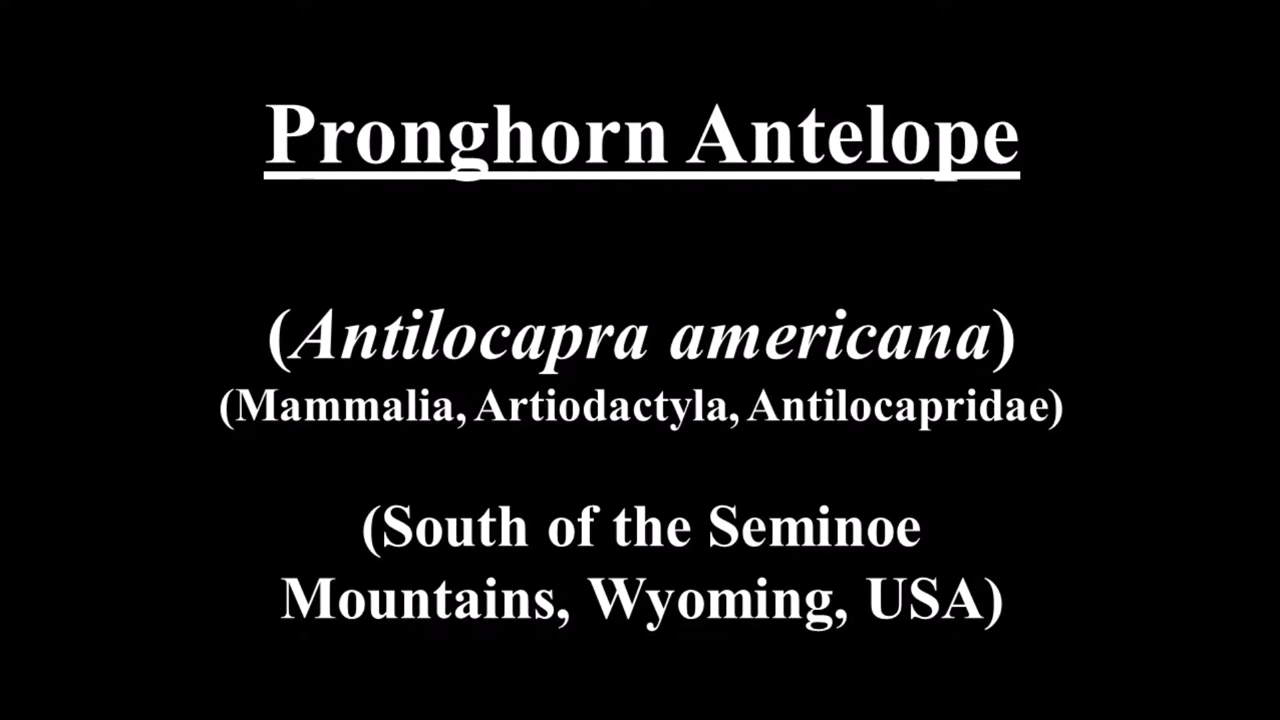 Pronghorn Antelope
(Antilocapra americana)
(Mammalia, Artiodactyla, Antilocapridae)
(South of the Seminoe
Mountains, Wyoming, USA)